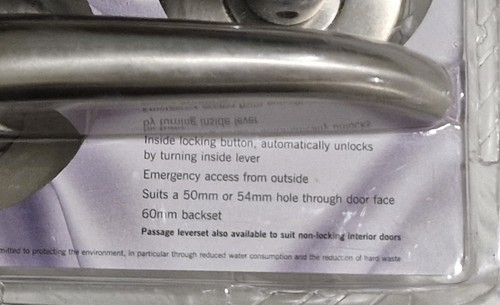 Inside locking button, automatically unlocks
by turning inside lever
Emergency access from outside
Suits a 50mm or 54mm hole through door face
60mm backset
Passage leverset also available to suit non-locking interior doors
to protecting the environment, in particular through reduced water consumption and the reduction of hard waste